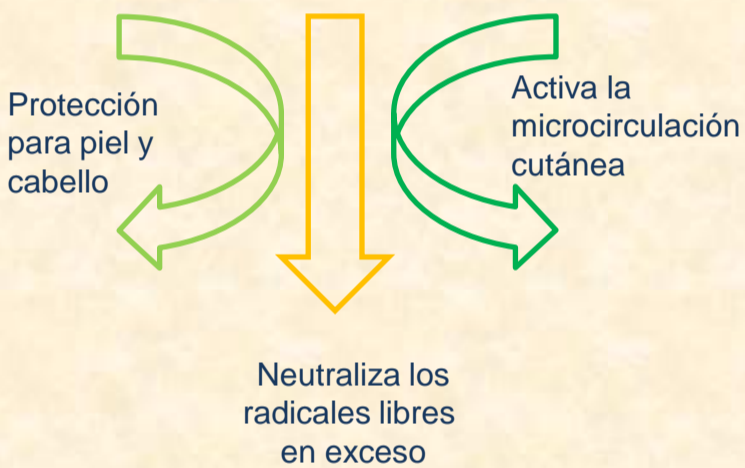 Protección
para piel y
cabello
Activa la
microcirculación
cutánea
Neutraliza los
radicales libres
en exceso